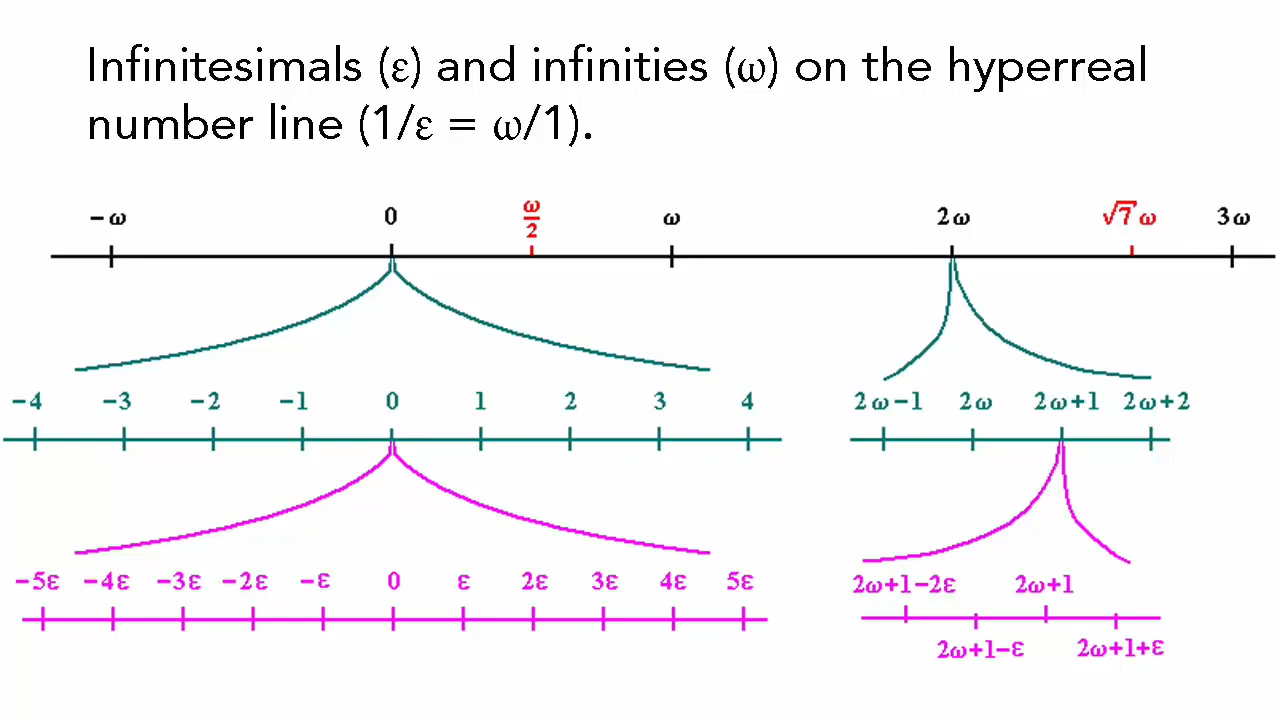 Infinitesimals (ε) and infinities (ω) on the hyperreal
number line (1/ε = ω/1).
−ω 0 ω/2 ω 2ω √7 ω 3ω
−4 −3 −2 −1 0 1 2 3 4 2ω−1 2ω 2ω+1 2ω+2
−5ε −4ε −3ε −2ε −ε 0 ε 2ε 3ε 4ε 5ε 2ω+1−2ε 2ω+1
2ω+1−ε 2ω+1+ε